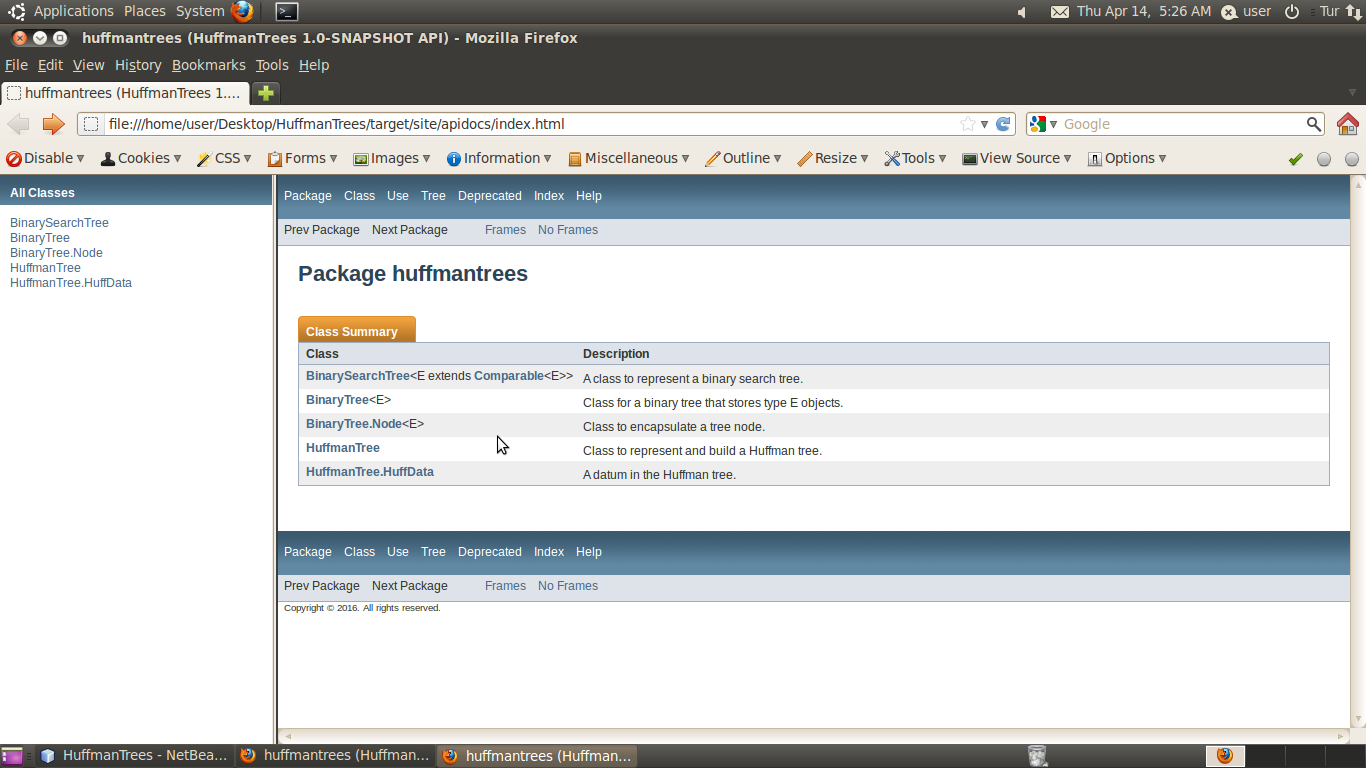 Applications Places System Thu Apr 14, 5:26 AM user Tur
huffmantrees (HuffmanTrees 1.0-SNAPSHOT API) - Mozilla Firefox
File Edit View History Bookmarks Tools Help
huffmantrees (HuffmanTrees 1....
file:///home/user/Desktop/HuffmanTrees/target/site/apidocs/index.html Google
Disable Cookies CSS Forms Images Information Miscellaneous Outline Resize Tools View Source Options
All Classes
BinarySearchTree
BinaryTree
BinaryTree.Node
HuffmanTree
HuffmanTree.HuffData
Package Class Use Tree Deprecated Index Help
Prev Package Next Package Frames No Frames
Package huffmantrees
Class Summary
Class Description
BinarySearchTree<E extends Comparable<E>> A class to represent a binary search tree.
BinaryTree<E> Class for a binary tree that stores type E objects.
BinaryTree.Node<E> Class to encapsulate a tree node.
HuffmanTree Class to represent and build a Huffman tree.
HuffmanTree.HuffData A datum in the Huffman tree.
Package Class Use Tree Deprecated Index Help
Prev Package Next Package Frames No Frames
Copyright © 2016. All rights reserved.
HuffmanTrees - NetBea... huffmantrees (Huffman... huffmantrees (Huffman...